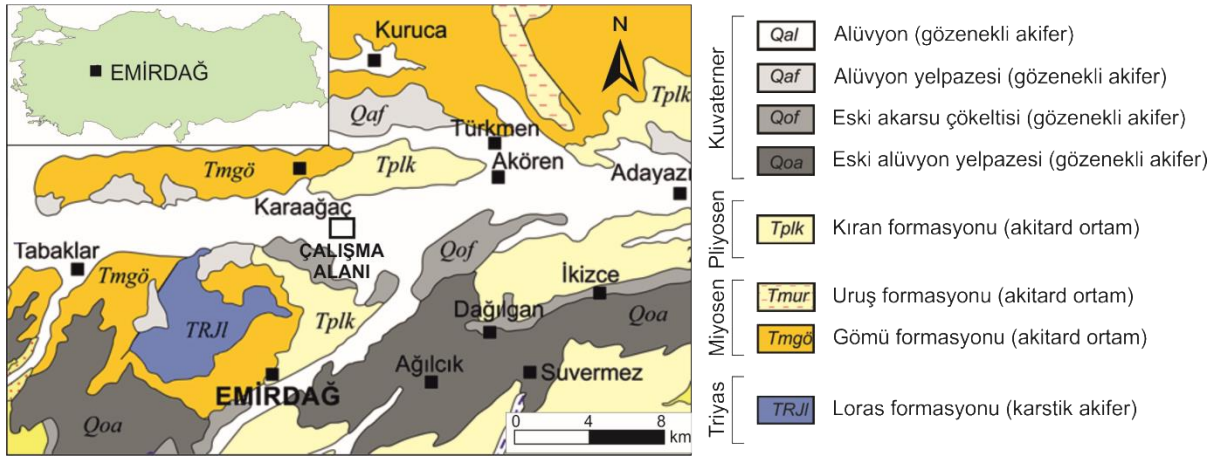 EMİRDAĞ
Kuruca
N
Qaf
Türkmen
Tplk
Tmgö
Tplk
Akören
Adayazı
Karaağaç
ÇALIŞMA
ALANI
Qof
Tabaklar
Tmgö
İkizce
TRJl
Tplk
Dağılgan
Qoa
Ağılcık
Suvermez
EMİRDAĞ
Qoa
0 4 8
km
Kuvaterner
Qal Alüvyon (gözenekli akifer)
Qaf Alüvyon yelpazesi (gözenekli akifer)
Qof Eski akarsu çökeltisi (gözenekli akifer)
Qoa Eski alüvyon yelpazesi (gözenekli akifer)
Pliyosen
Tplk Kıran formasyonu (akitard ortam)
Miyosen
Tmur Uruş formasyonu (akitard ortam)
Tmgö Gömü formasyonu (akitard ortam)
Triyas
TRJl Loras formasyonu (karstik akifer)